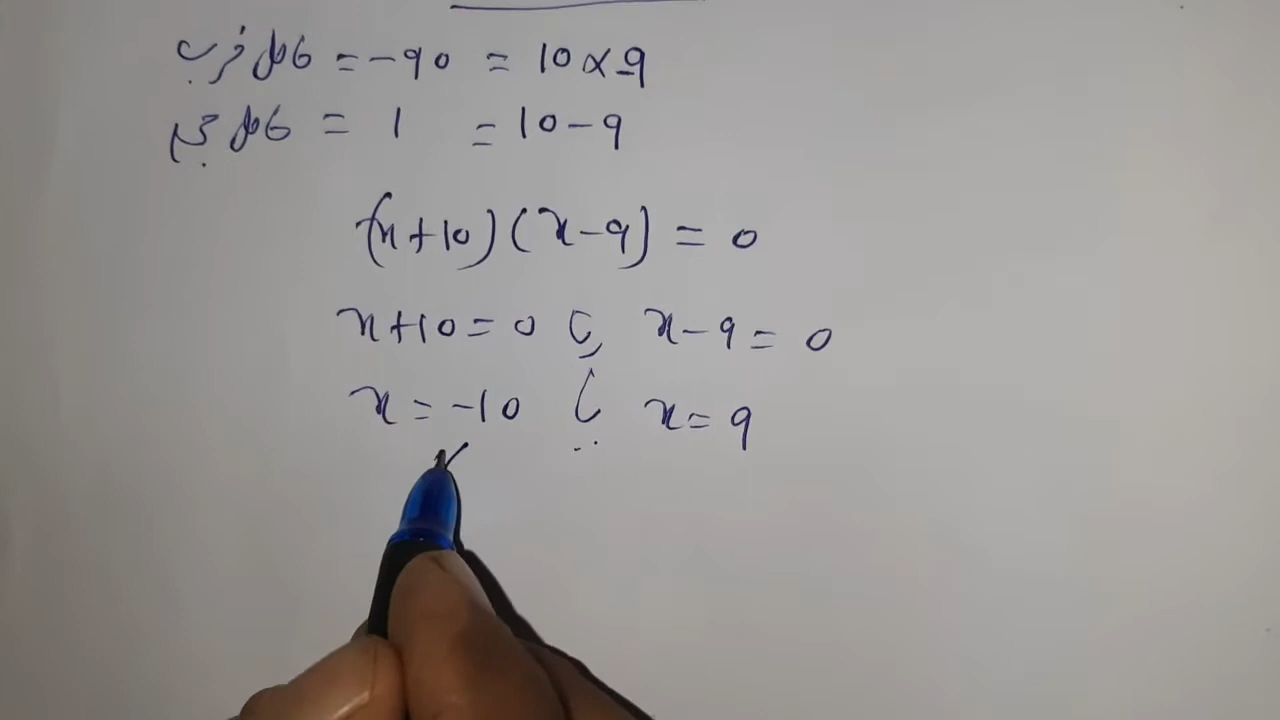 حاصل ضرب = -90 = 10 × -9
حاصل جمع = 1 = 10 - 9
(x+10)(x-9) = 0
x+10=0 یا x-9=0
x=-10 یا x=9